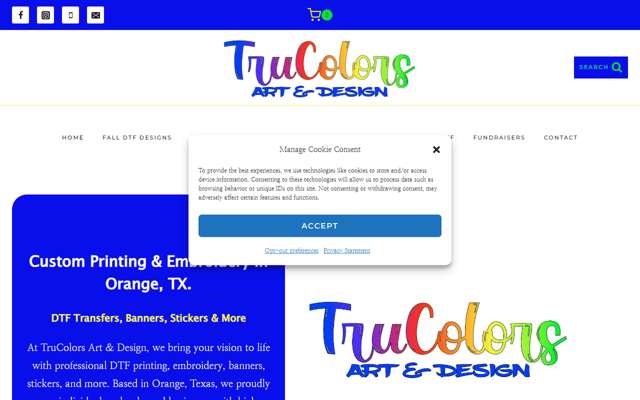 TruColors
ART & DESIGN
SEARCH
HOME
FALL DTF DESIGNS
FUNDRAISERS
CONTACT
Manage Cookie Consent
To provide the best experiences, we use technologies like cookies to store and/or access
device information. Consenting to these technologies will allow us to process data such as
browsing behavior or unique IDs on this site. Not consenting or withdrawing consent, may
adversely affect certain features and functions.
ACCEPT
Opt-out preferences Privacy Statement
Custom Printing & Embroidery in
Orange, TX.
DTF Transfers, Banners, Stickers & More
At TruColors Art & Design, we bring your vision to life
with professional DTF printing, embroidery, banners,
stickers, and more. Based in Orange, Texas, we proudly
TruColors
ART & DESIGN